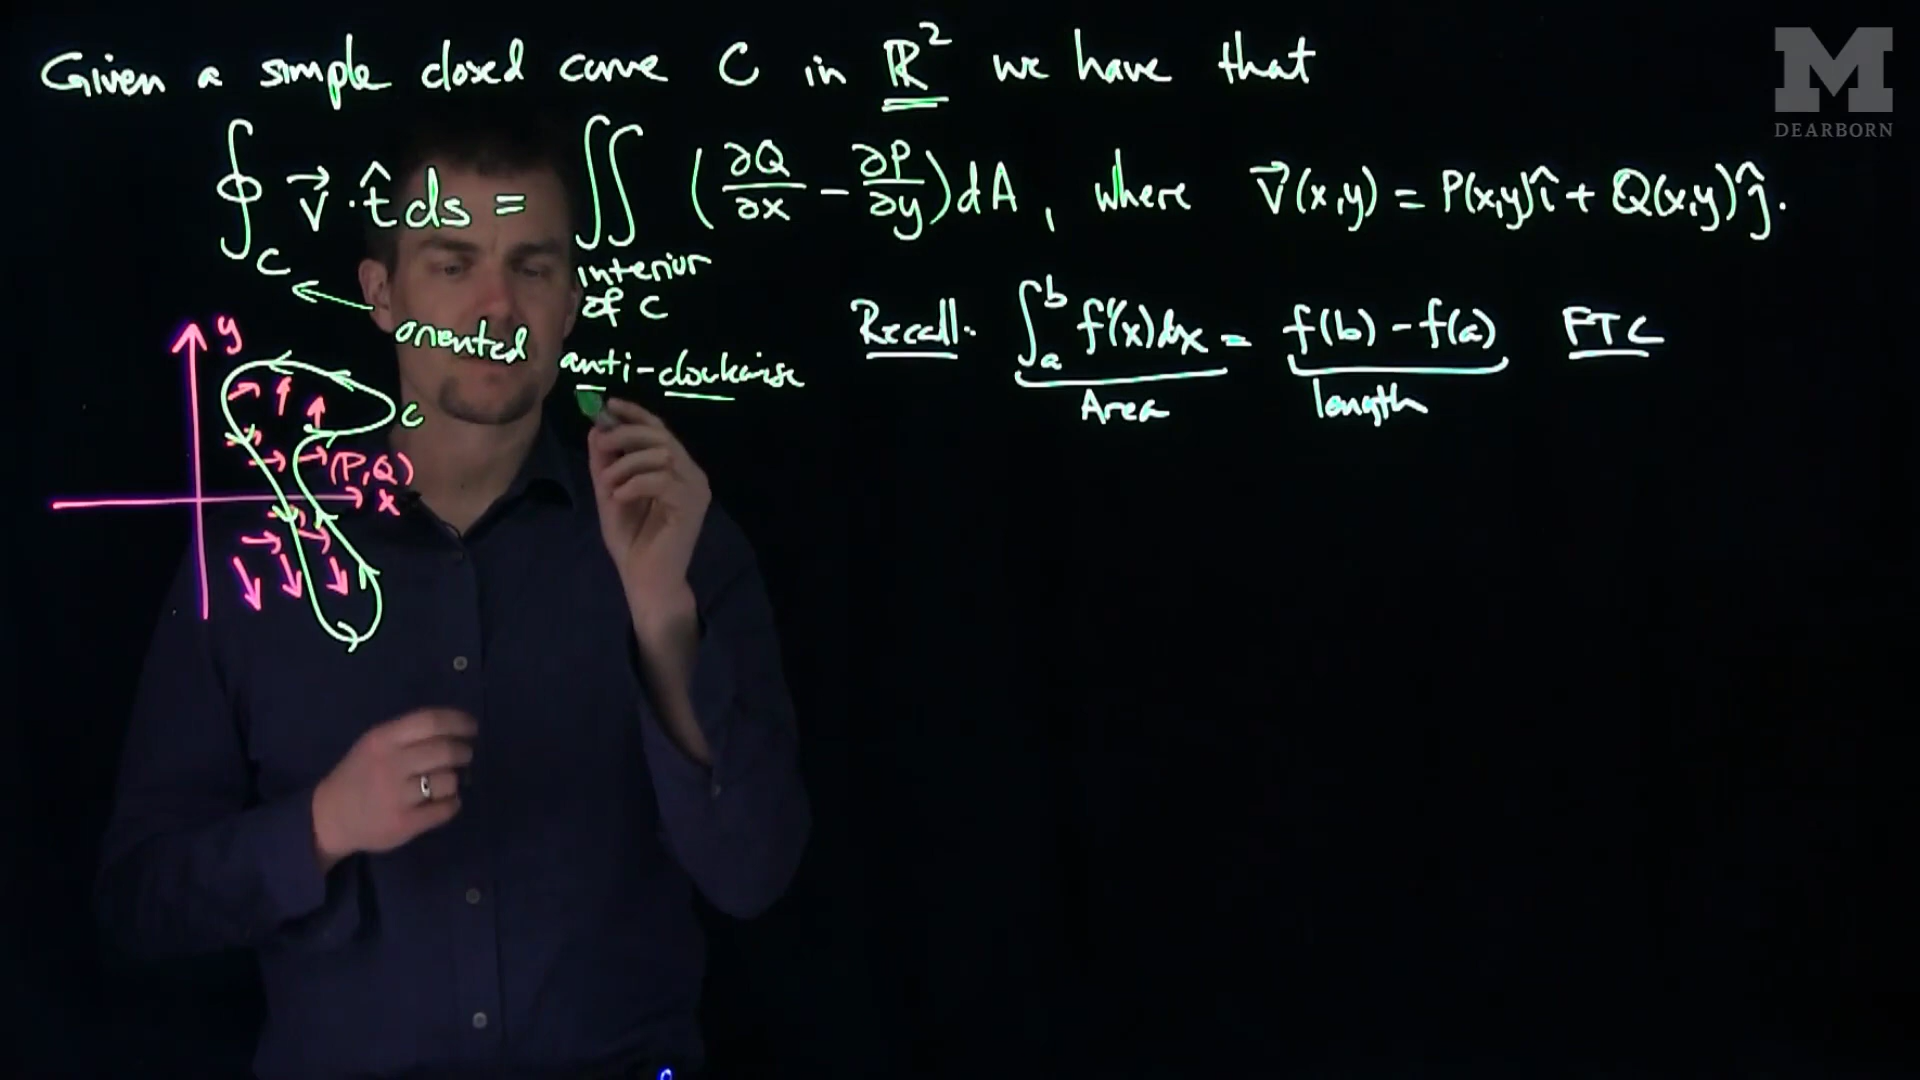 Given a simple closed curve C in ℝ² we have that
∮_C v⃗ · t̂ ds = ∬_{interior of C} (∂Q/∂x − ∂P/∂y) dA, where v⃗(x,y) = P(x,y)î + Q(x,y)ĵ.
oriented anti-clockwise
Recall: ∫_a^b f'(x)dx = f(b) − f(a) FTC
Area length
y
C
(P,Q)
x
M
DEARBORN